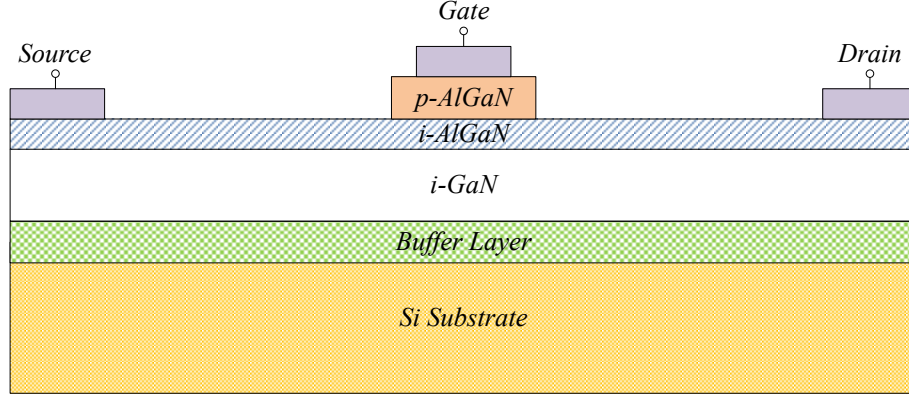 Gate
Source
Drain
p-AlGaN
i-AlGaN
i-GaN
Buffer Layer
Si Substrate